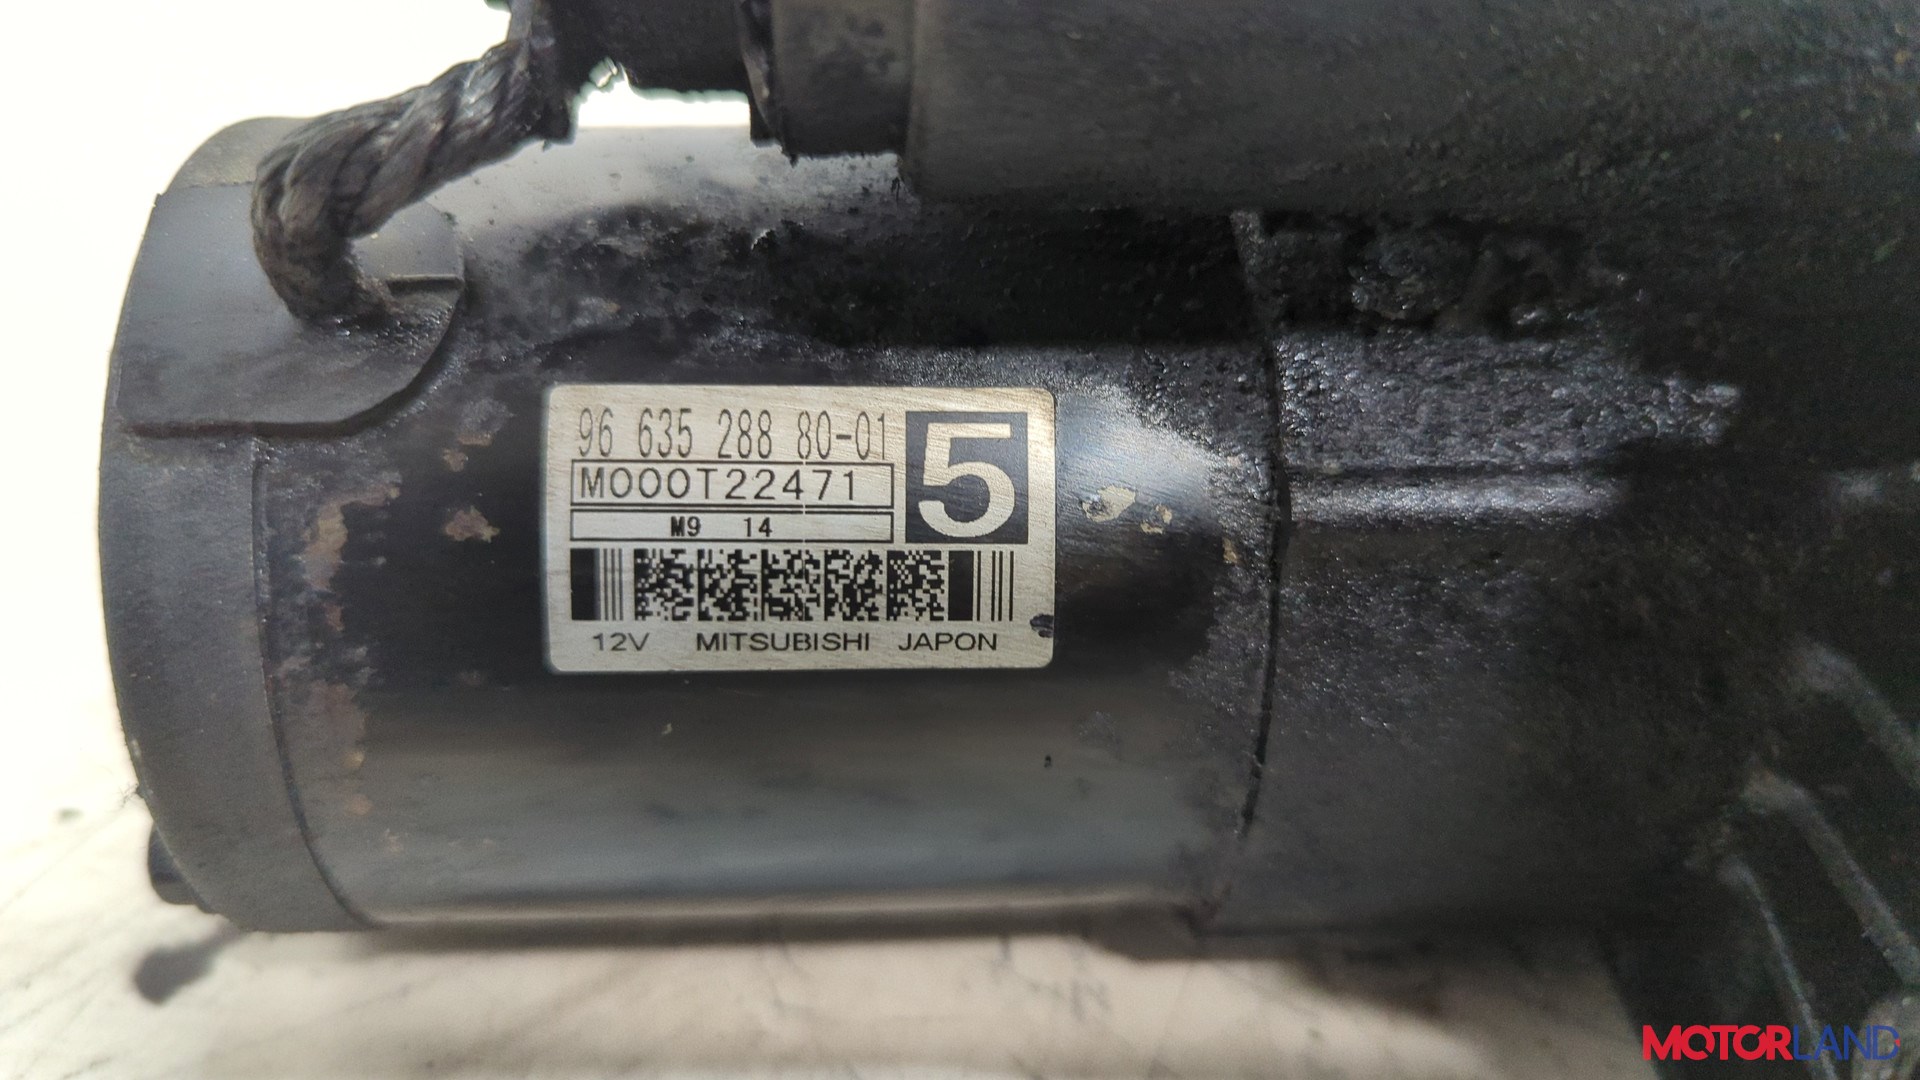 96 635 288 80-01
5
M000T22471
M9 14
12V MITSUBISHI JAPON
MOTORLAND